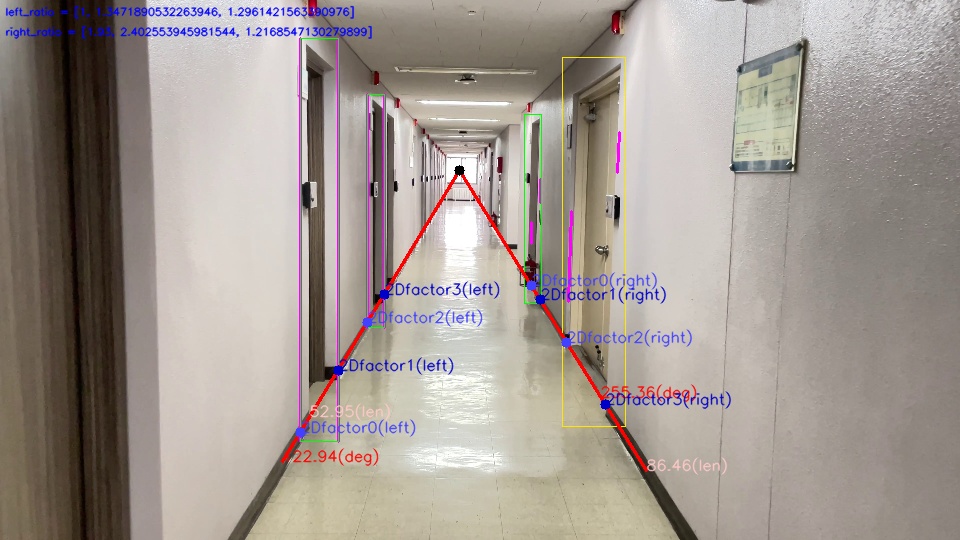 left_ratio = [1, 1.3471890532263946, 1.2961421563390976]
right_ratio = [1.85, 2.402553945981544, 1.2168547130279899]
2Dfactor0(right)
2Dfactor3(left)
2Dfactor1(right)
2Dfactor2(left)
2Dfactor2(right)
2Dfactor1(left)
255.36(deg)
2Dfactor3(right)
52.95(len)
2Dfactor0(left)
22.94(deg)
86.46(len)